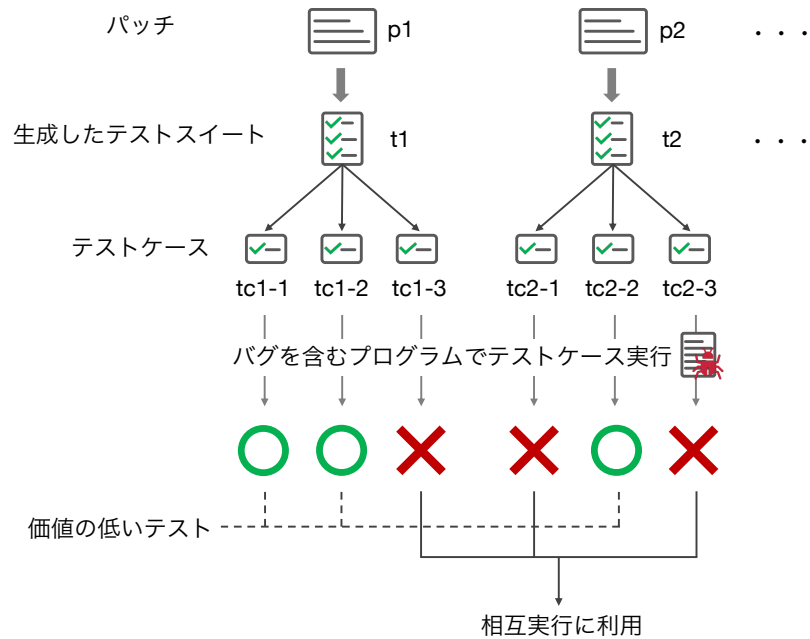 パッチ p1 p2 ・・・
生成したテストスイート t1 t2 ・・・
テストケース
tc1-1 tc1-2 tc1-3 tc2-1 tc2-2 tc2-3
バグを含むプログラムでテストケース実行
価値の低いテスト
相互実行に利用